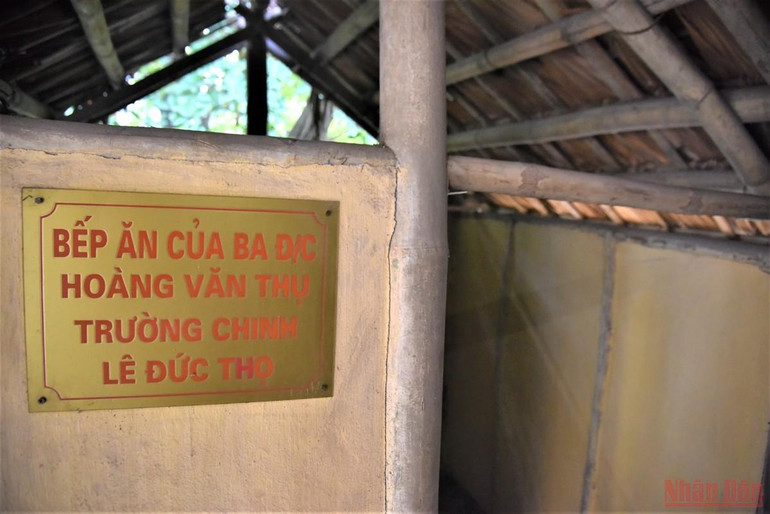 BẾP ĂN CỦA BA Đ/C
HOÀNG VĂN THỤ
TRƯỜNG CHINH
LÊ ĐỨC THỌ
Nhân Dân